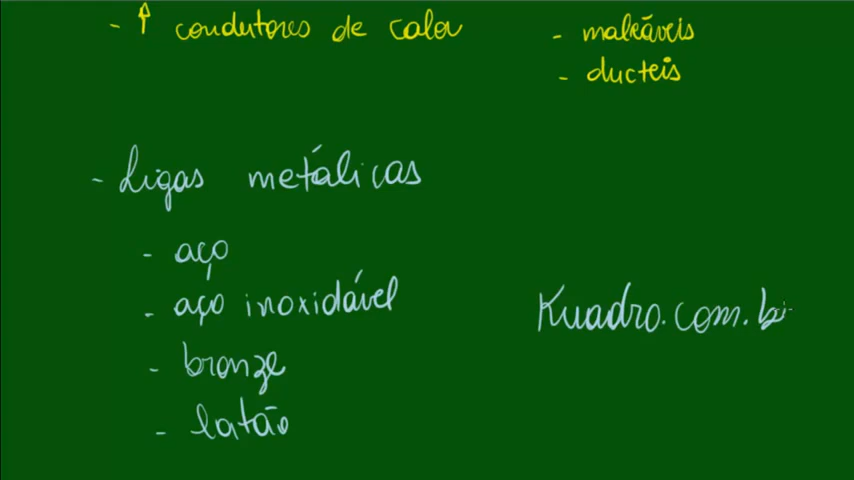 - ↑ condutores de calor
- maleáveis
- ducteis
- Ligas metálicas
- aço
- aço inoxidável
- bronze
- latão
Kuadro.com.br